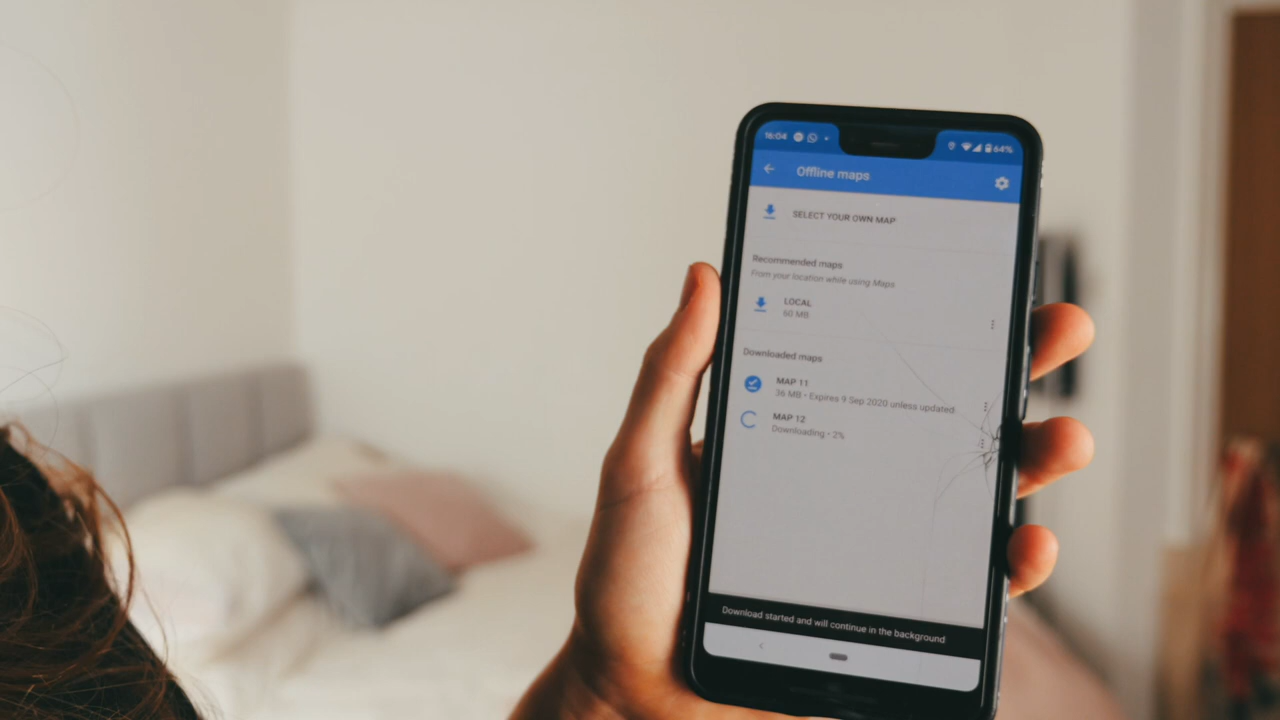 16:04
64%
Offline maps
SELECT YOUR OWN MAP
Recommended maps
From your location while using Maps
LOCAL
60 MB
Downloaded maps
MAP 11
36 MB • Expires 9 Sep 2020 unless updated
MAP 12
Downloading • 2%
Download started and will continue in the background